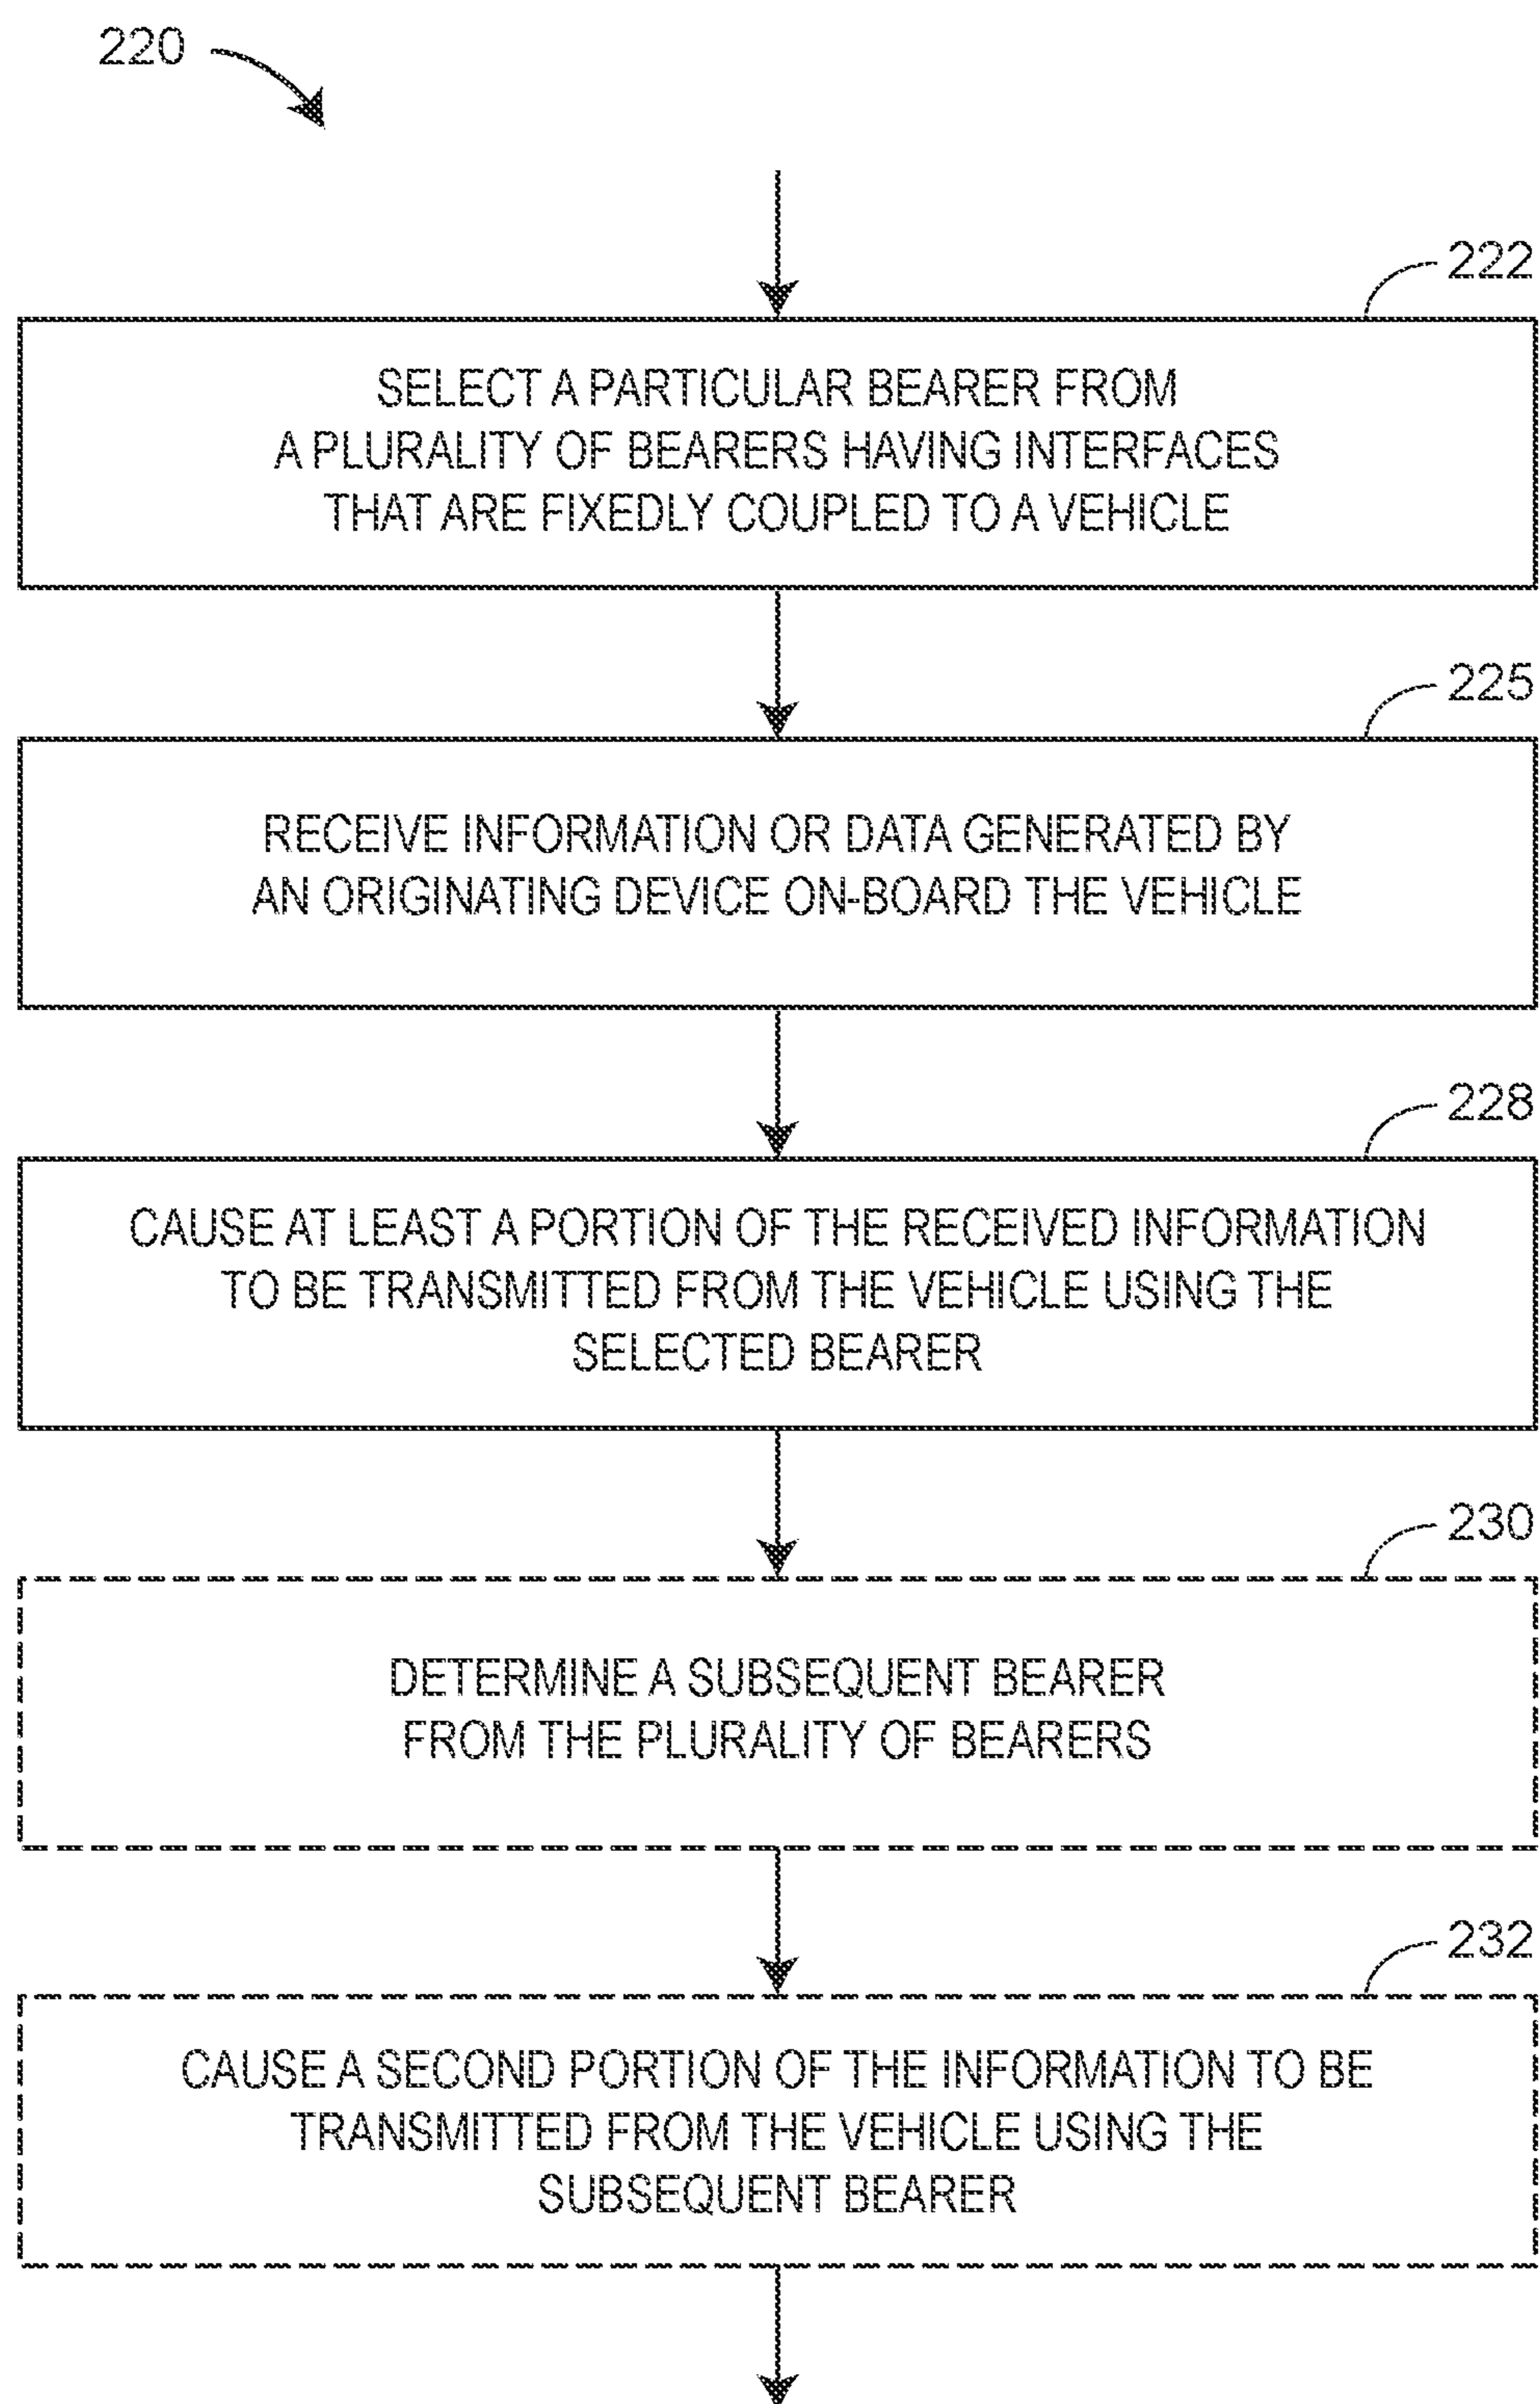 220
222
SELECT A PARTICULAR BEARER FROM
A PLURALITY OF BEARERS HAVING INTERFACES
THAT ARE FIXEDLY COUPLED TO A VEHICLE
225
RECEIVE INFORMATION OR DATA GENERATED BY
AN ORIGINATING DEVICE ON-BOARD THE VEHICLE
228
CAUSE AT LEAST A PORTION OF THE RECEIVED INFORMATION
TO BE TRANSMITTED FROM THE VEHICLE USING THE
SELECTED BEARER
230
DETERMINE A SUBSEQUENT BEARER
FROM THE PLURALITY OF BEARERS
232
CAUSE A SECOND PORTION OF THE INFORMATION TO BE
TRANSMITTED FROM THE VEHICLE USING THE
SUBSEQUENT BEARER